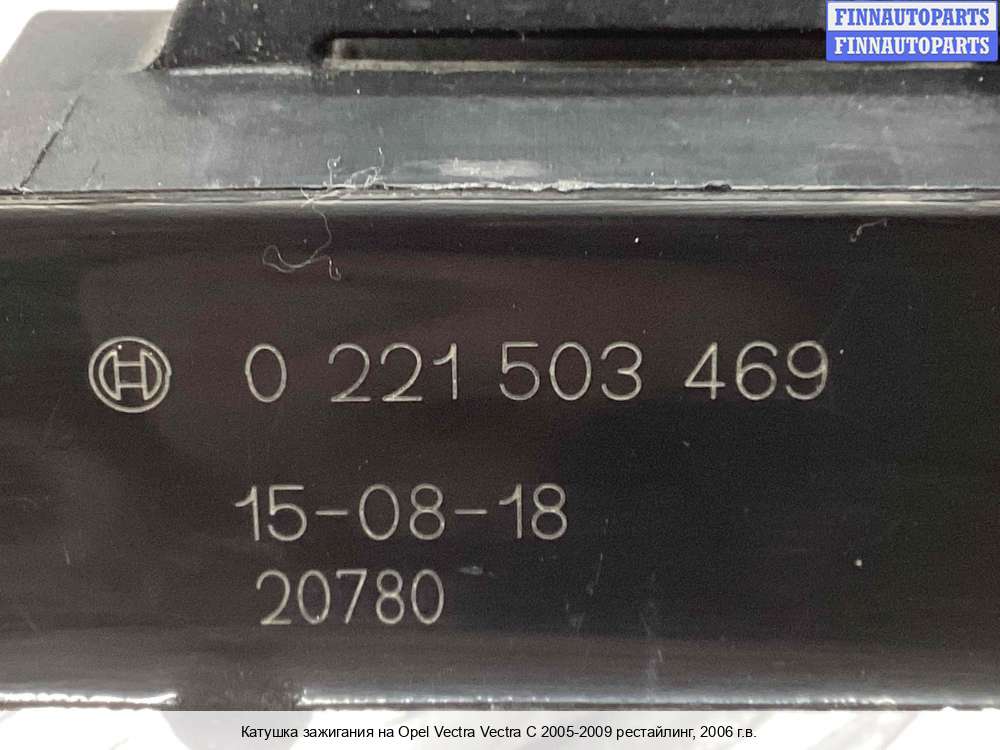 FINNAUTOPARTS
FINNAUTOPARTS
0 221 503 469
15-08-18
20780
Катушка зажигания на Opel Vectra Vectra C 2005-2009 рестайлинг, 2006 г.в.